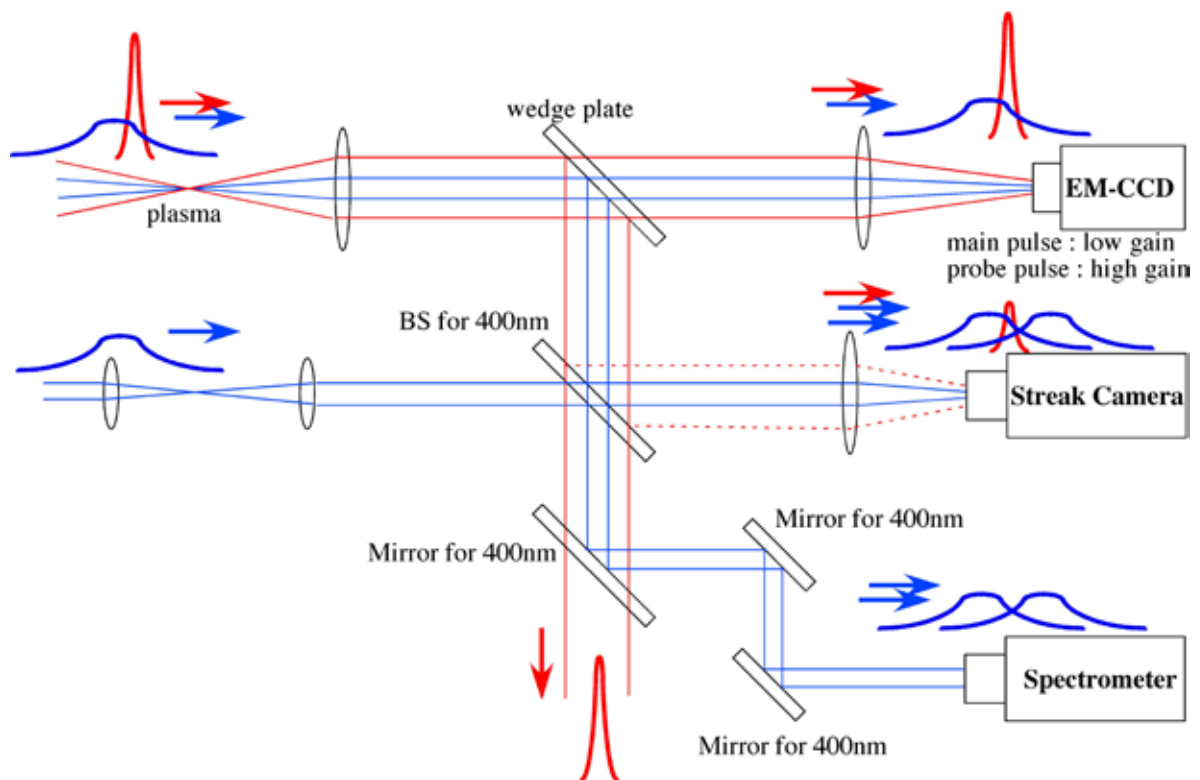 wedge plate
plasma
EM-CCD
main pulse : low gain
probe pulse : high gain
BS for 400nm
Streak Camera
Mirror for 400nm
Mirror for 400nm
Spectrometer
Mirror for 400nm